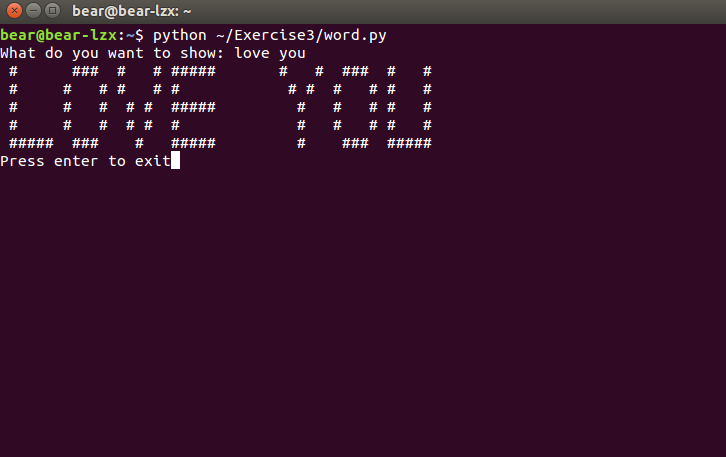 bear@bear-lzx: ~
bear@bear-lzx:~$ python ~/Exercise3/word.py
What do you want to show: love you
 #      ###  #   # #####       #   #  ###  #   #
 #     #   # #   # #            # #  #   # #   #
 #     #   #  # #  #####         #   #   # #   #
 #     #   #  # #  #             #   #   # #   #
 #####  ###    #   #####         #    ###  #####
Press enter to exit